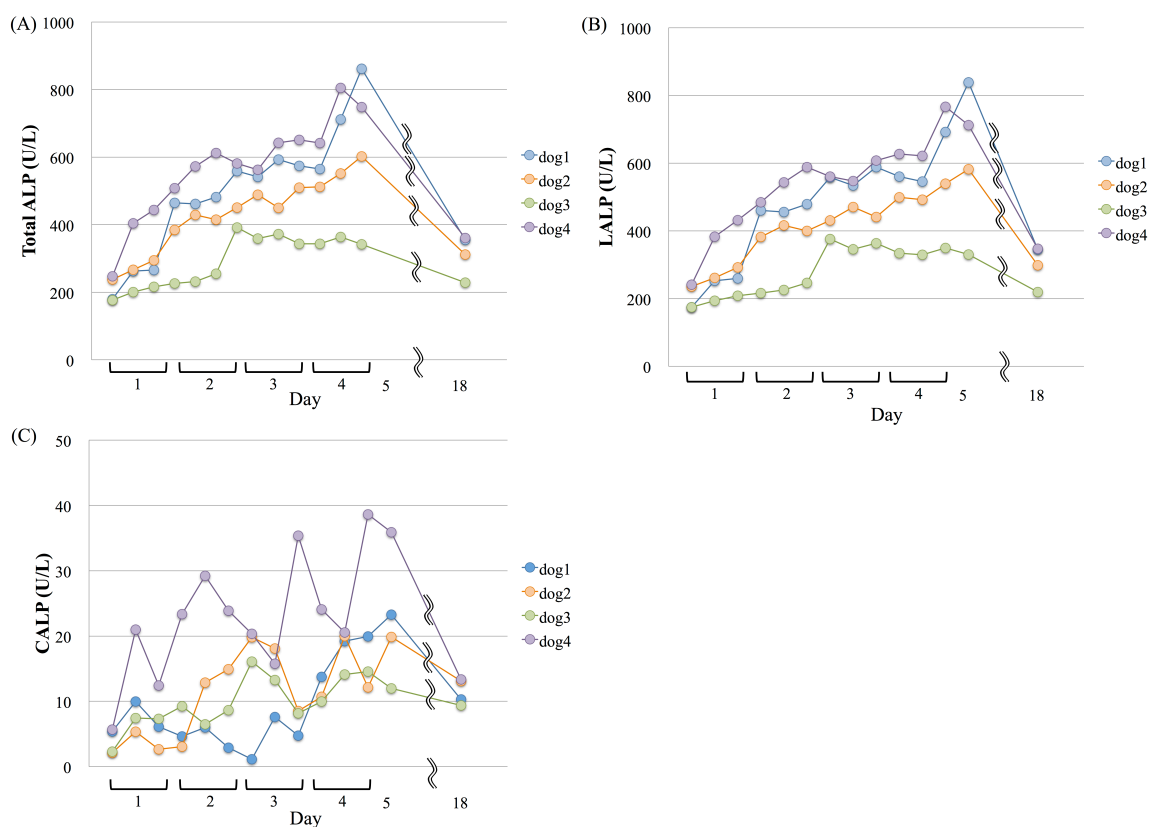 (A)
Total ALP (U/L)
1000
800
600
400
200
0
1 2 3 4 5 18
Day
dog1
dog2
dog3
dog4
(B)
LALP (U/L)
1000
800
600
400
200
0
1 2 3 4 5 18
Day
dog1
dog2
dog3
dog4
(C)
CALP (U/L)
50
40
30
20
10
0
1 2 3 4 5 18
Day
dog1
dog2
dog3
dog4